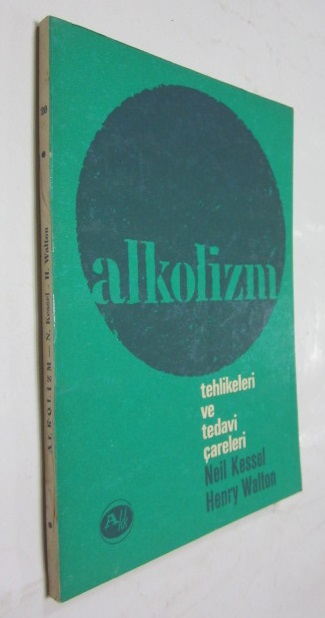 alkolizm
tehlikeleri
ve
tedavi
çareleri
Neil Kessel
Henry Walton
ALKOLİZM — N. Kessel - H. Walton